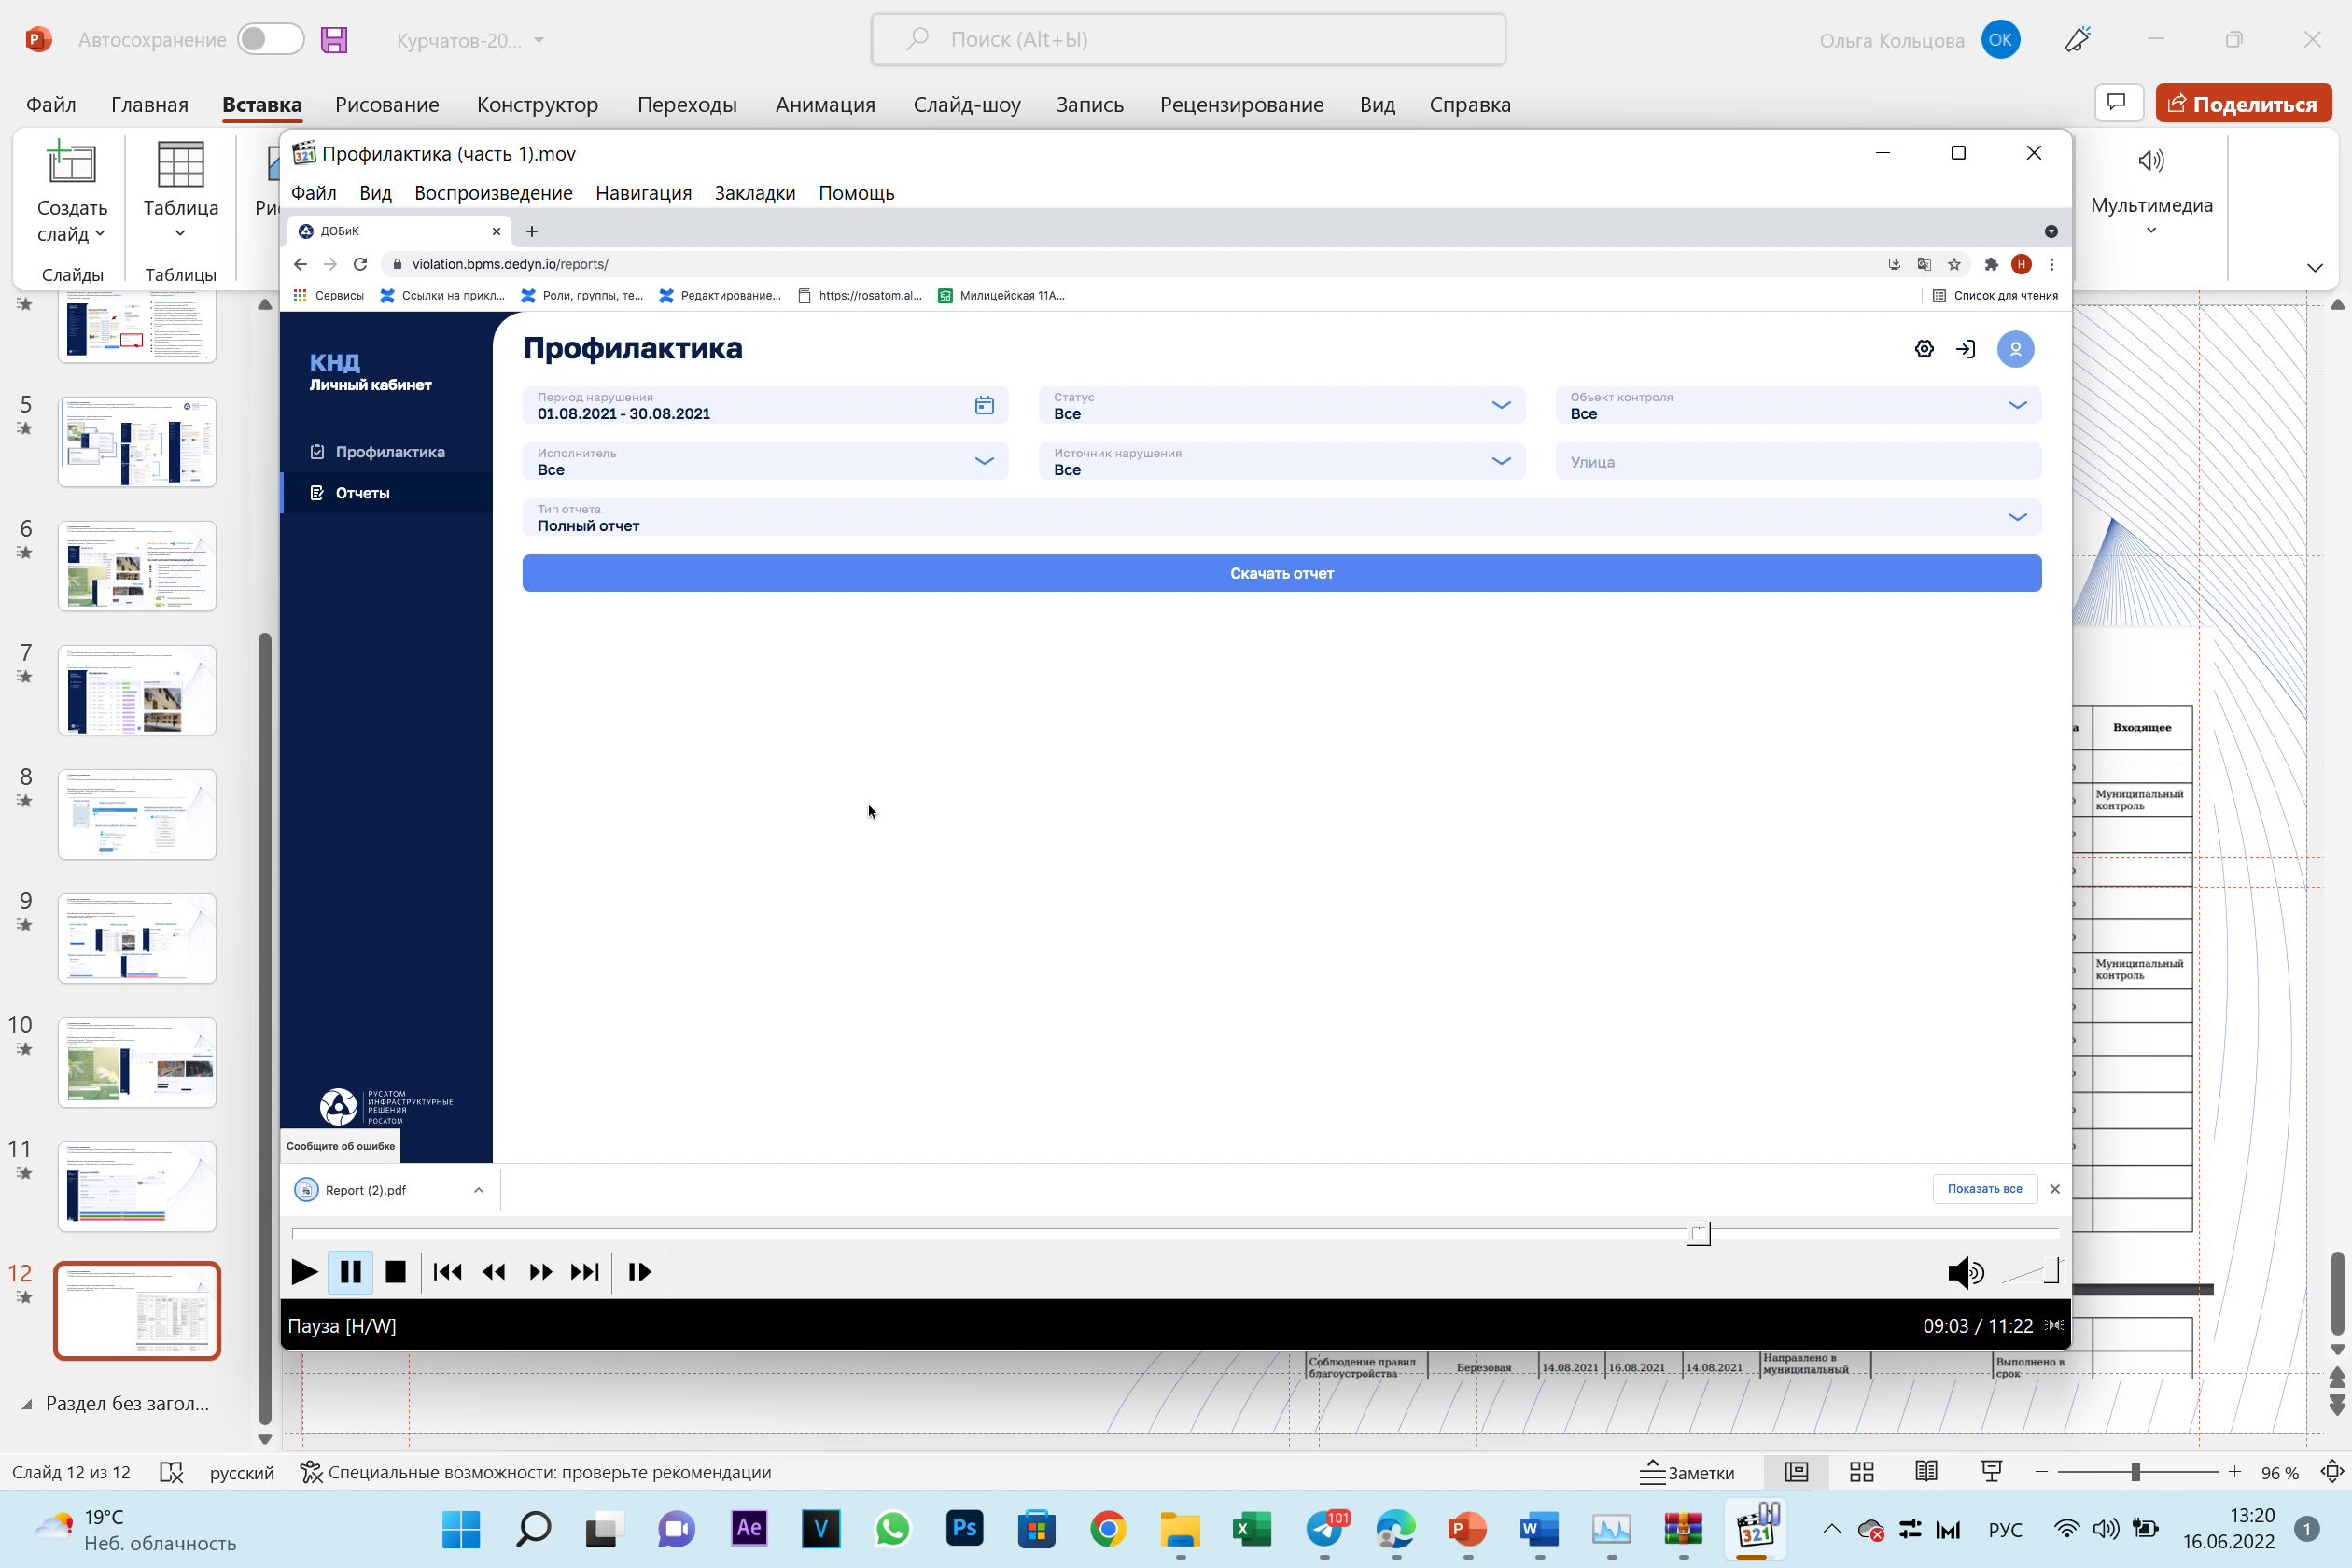 Автосохранение
Курчатов-20...
Поиск (Alt+Ы)
Ольга Кольцова
ОК
Файл Главная Вставка Рисование Конструктор Переходы Анимация Слайд-шоу Запись Рецензирование Вид Справка
Поделиться
Создать слайд
Таблица
Рис
Слайды
Таблицы
Мультимедиа
Профилактика (часть 1).mov
Файл Вид Воспроизведение Навигация Закладки Помощь
ДОБиК
violation.bpms.dedyn.io/reports/
Н
Сервисы Ссылки на прикл... Роли, группы, те... Редактирование... https://rosatom.al... Милицейская 11А...
Список для чтения
КНД
Личный кабинет
Профилактика
Отчеты
Профилактика
Период нарушения
01.08.2021 - 30.08.2021
Статус
Все
Объект контроля
Все
Исполнитель
Все
Источник нарушения
Все
Улица
Тип отчета
Полный отчет
Скачать отчет
РУСАТОМ
ИНФРАСТРУКТУРНЫЕ
РЕШЕНИЯ
РОСАТОМ
Сообщите об ошибке
Report (2).pdf
Показать все
Пауза [H/W]
09:03 / 11:22
5
6
7
8
9
10
11
12
Раздел без загол...
Входящее
Муниципальный
контроль
Муниципальный
контроль
Соблюдение правил
благоустройства
Березовая
14.08.2021
16.08.2021
14.08.2021
Направлено в
муниципальный
Выполнено в
срок
Слайд 12 из 12
русский
Специальные возможности: проверьте рекомендации
Заметки
96 %
19°C
Неб. облачность
Ae
V
Ps
X
101
P
W
321
РУС
13:20
16.06.2022
1